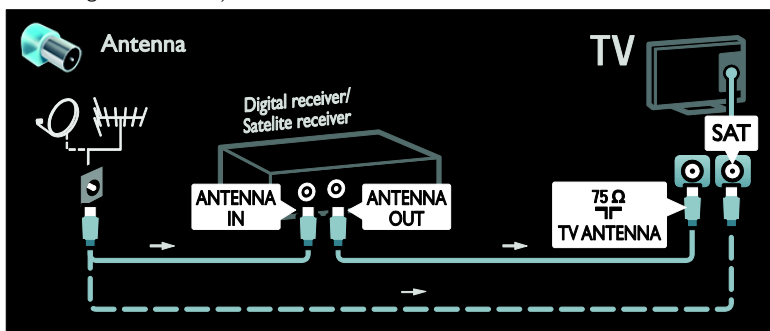 Antenna
TV
Digital receiver/
Satelite receiver
SAT
ANTENNA
IN
ANTENNA
OUT
75 Ω
TV ANTENNA